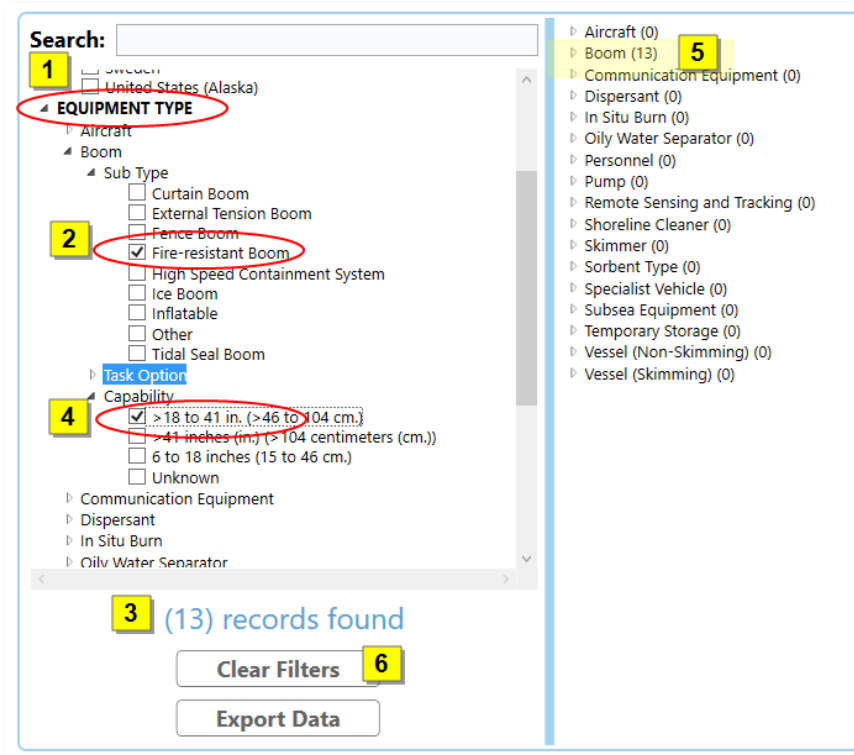 Search:
1
Sweden
United States (Alaska)
EQUIPMENT TYPE
Aircraft
Boom
Sub Type
Curtain Boom
External Tension Boom
2
Fence Boom
Fire-resistant Boom
High Speed Containment System
Ice Boom
Inflatable
Other
Tidal Seal Boom
Task Option
Capability
4
>18 to 41 in. (>46 to 104 cm.)
>41 inches (in.) (>104 centimeters (cm.))
6 to 18 inches (15 to 46 cm.)
Unknown
Communication Equipment
Dispersant
In Situ Burn
Oily Water Separator
3
(13) records found
Clear Filters
6
Export Data
Aircraft (0)
Boom (13)
5
Communication Equipment (0)
Dispersant (0)
In Situ Burn (0)
Oily Water Separator (0)
Personnel (0)
Pump (0)
Remote Sensing and Tracking (0)
Shoreline Cleaner (0)
Skimmer (0)
Sorbent Type (0)
Specialist Vehicle (0)
Subsea Equipment (0)
Temporary Storage (0)
Vessel (Non-Skimming) (0)
Vessel (Skimming) (0)